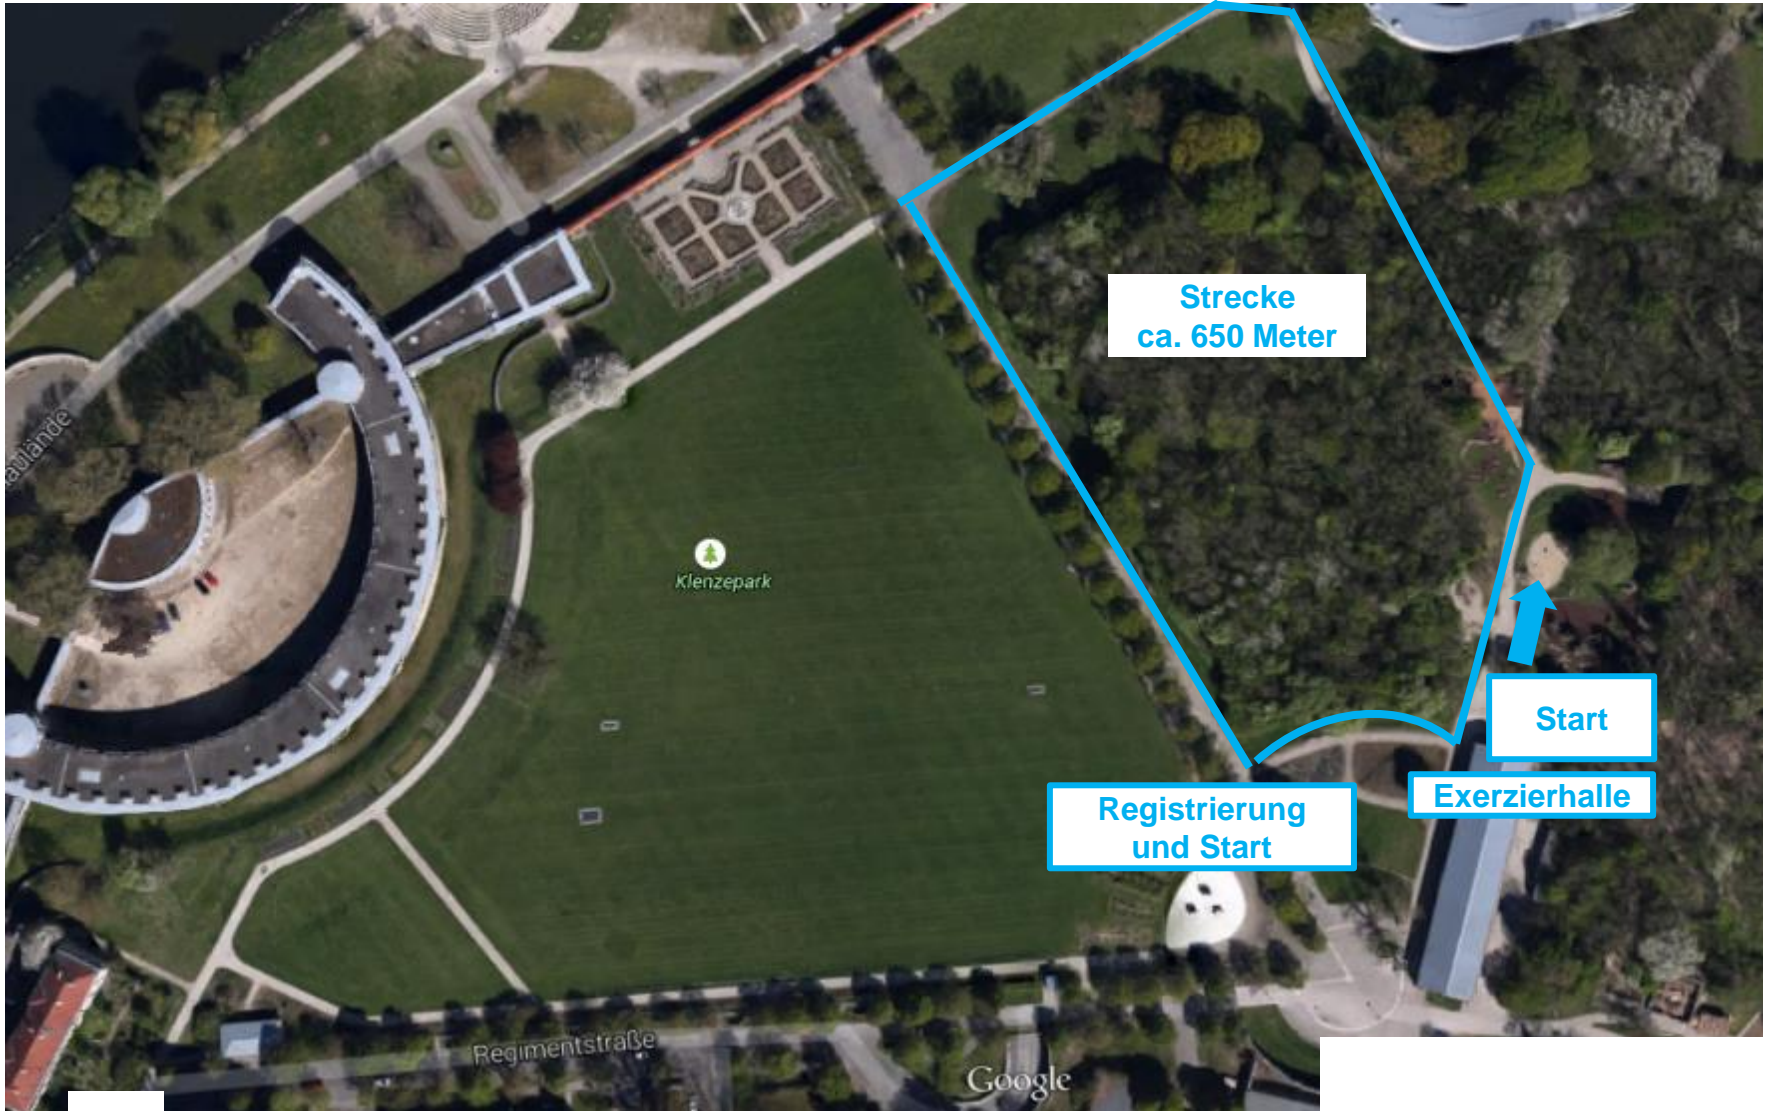 Strecke
ca. 650 Meter
Klenzepark
Start
Exerzierhalle
Registrierung
und Start
Regimentstraße
Google